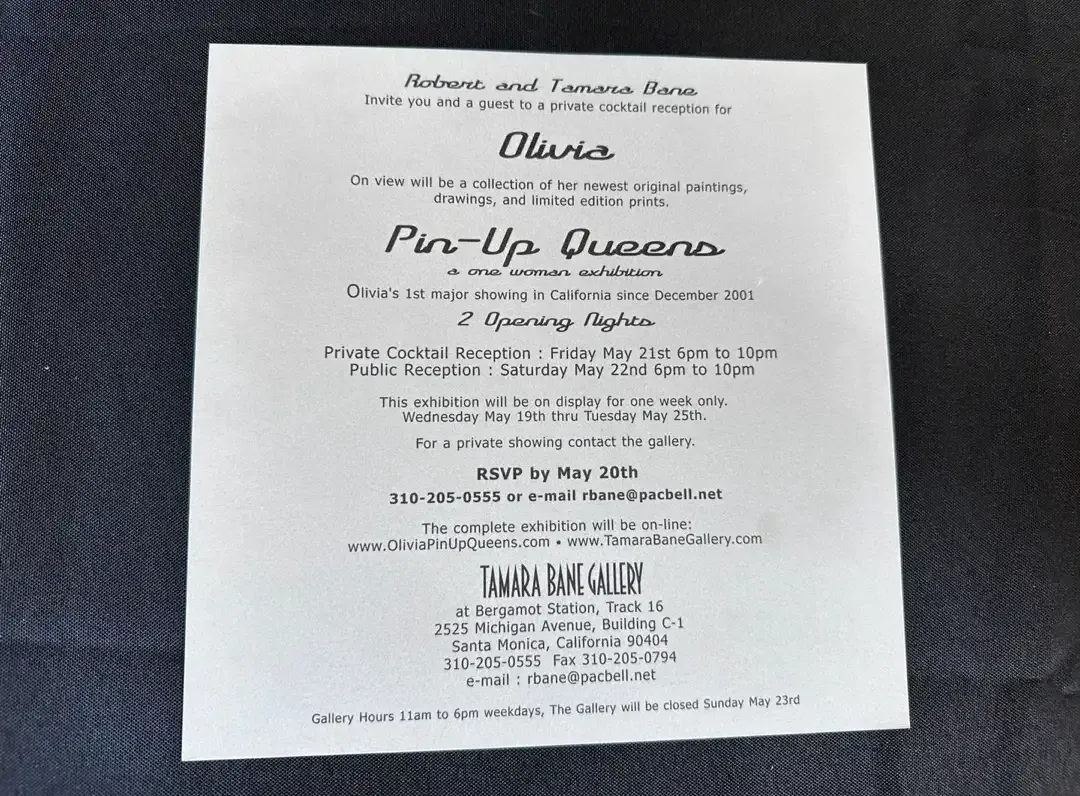 Robert and Tamara Bane
Invite you and a guest to a private cocktail reception for
Olivia
On view will be a collection of her newest original paintings,
drawings, and limited edition prints.
Pin-Up Queens
a one woman exhibition
Olivia's 1st major showing in California since December 2001
2 Opening Nights
Private Cocktail Reception : Friday May 21st 6pm to 10pm
Public Reception : Saturday May 22nd 6pm to 10pm
This exhibition will be on display for one week only.
Wednesday May 19th thru Tuesday May 25th.
For a private showing contact the gallery.
RSVP by May 20th
310-205-0555 or e-mail rbane@pacbell.net
The complete exhibition will be on-line:
www.OliviaPinUpQueens.com • www.TamaraBaneGallery.com
TAMARA BANE GALLERY
at Bergamot Station, Track 16
2525 Michigan Avenue, Building C-1
Santa Monica, California 90404
310-205-0555 Fax 310-205-0794
e-mail : rbane@pacbell.net
Gallery Hours 11am to 6pm weekdays, The Gallery will be closed Sunday May 23rd